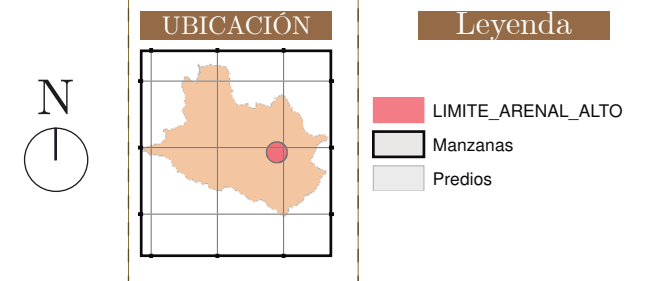 N
UBICACIÓN
Leyenda
LIMITE_ARENAL_ALTO
Manzanas
Predios